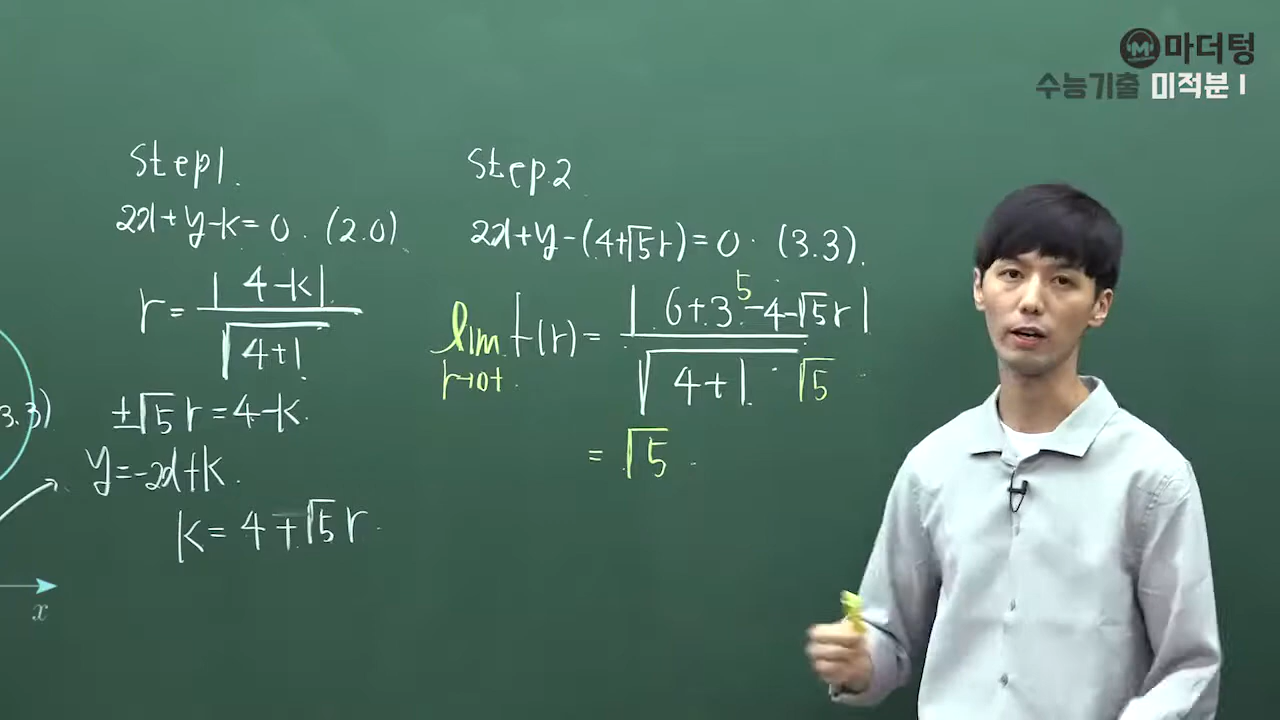 마더텅
수능기출 미적분 I
Step1.
2x+y-k=0. (2.0).
r = |4-k| / √4+1
±√5 r = 4-k.
y=-2x+k.
k = 4+√5 r.
3.3)
x
Step2.
2x+y-(4+√5 r)=0. (3.3).
lim r→0+ f(r) = |6+3-4-√5 r| / √4+1
5
√5
= √5.